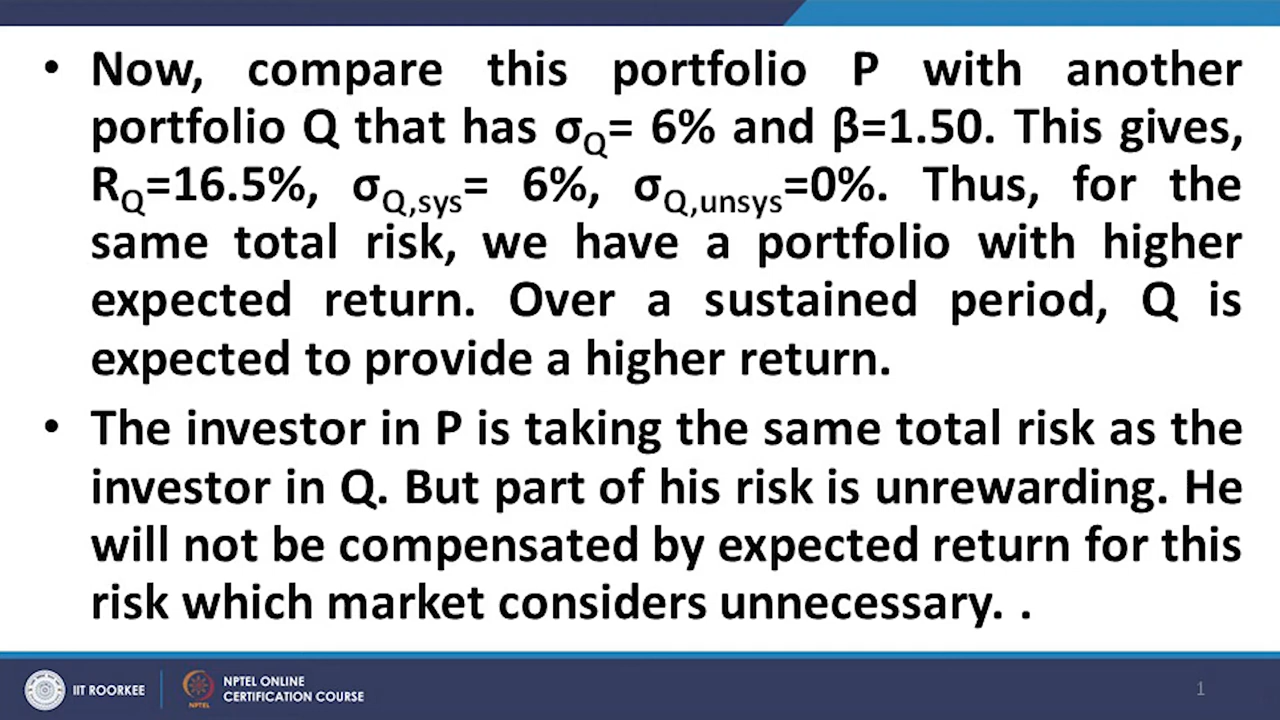 • Now, compare this portfolio P with another
portfolio Q that has σQ= 6% and β=1.50. This gives,
RQ=16.5%, σQ,sys= 6%, σQ,unsys=0%. Thus, for the
same total risk, we have a portfolio with higher
expected return. Over a sustained period, Q is
expected to provide a higher return.
• The investor in P is taking the same total risk as the
investor in Q. But part of his risk is unrewarding. He
will not be compensated by expected return for this
risk which market considers unnecessary. .
IIT ROORKEE
NPTEL
NPTEL ONLINE
CERTIFICATION COURSE
1